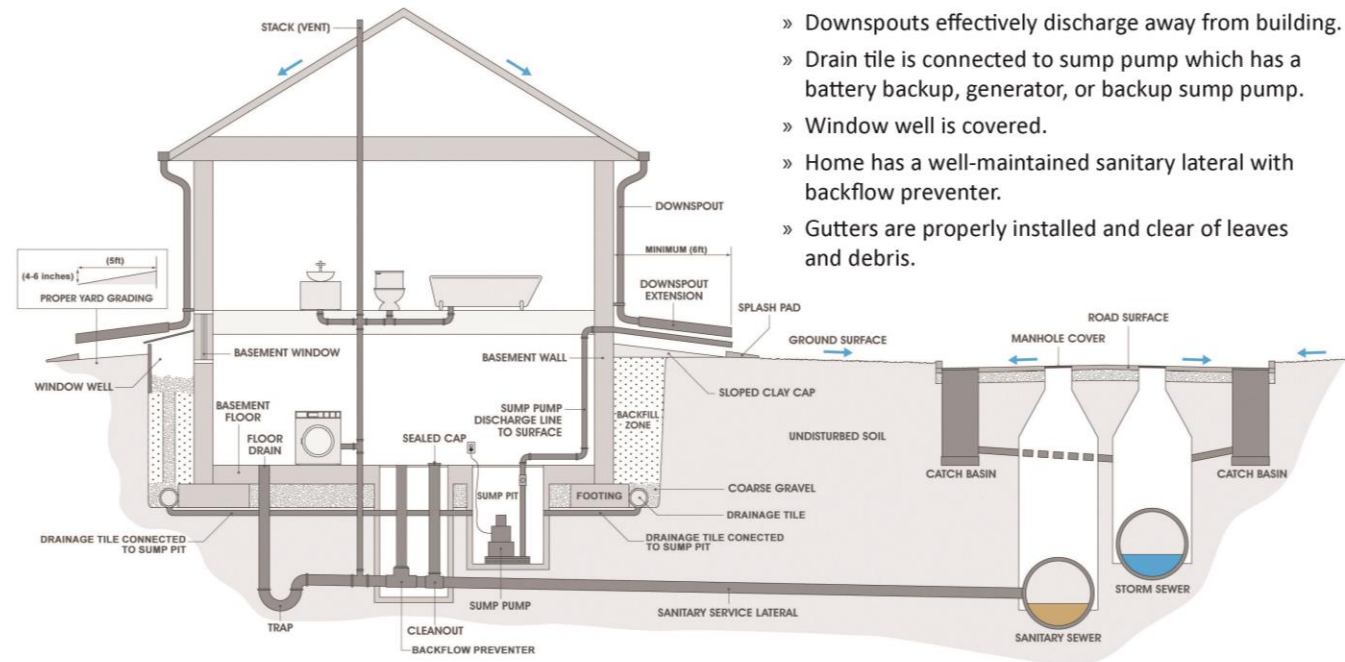 » Downspouts effectively discharge away from building.
» Drain tile is connected to sump pump which has a
battery backup, generator, or backup sump pump.
» Window well is covered.
» Home has a well-maintained sanitary lateral with
backflow preventer.
» Gutters are properly installed and clear of leaves
and debris.
STACK (VENT)
DOWNSPOUT
MINIMUM (6ft)
DOWNSPOUT
EXTENSION
SPLASH PAD
(5ft)
(4-6 inches)
PROPER YARD GRADING
WINDOW WELL
BASEMENT WINDOW
BASEMENT WALL
GROUND SURFACE
MANHOLE COVER
ROAD SURFACE
SLOPED CLAY CAP
BASEMENT
FLOOR
FLOOR
DRAIN
SEALED CAP
SUMP PUMP
DISCHARGE LINE
TO SURFACE
BACKFILL
ZONE
UNDISTURBED SOIL
CATCH BASIN
CATCH BASIN
SUMP PIT
FOOTING
COARSE GRAVEL
DRAINAGE TILE
DRAINAGE TILE CONNECTED
TO SUMP PIT
DRAINAGE TILE CONECTED
TO SUMP PIT
TRAP
SUMP PUMP
CLEANOUT
BACKFLOW PREVENTER
SANITARY SERVICE LATERAL
STORM SEWER
SANITARY SEWER